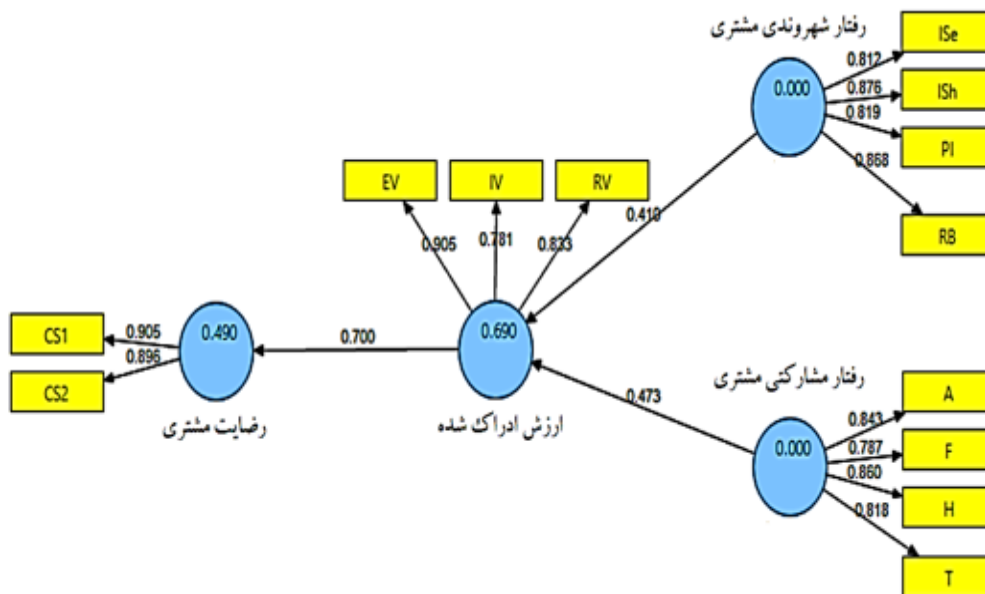 رفتار شهروندی مشتری
ISe
0.812
0.000
0.876
ISh
0.819
PI
0.868
RB
EV
IV
RV
0.905
0.781
0.833
0.410
CS1
0.905
0.490
0.700
0.690
CS2
0.896
رضایت مشتری
ارزش ادراک شده
رفتار مشارکتی مشتری
0.473
A
0.843
0.000
0.787
F
0.860
H
0.818
T